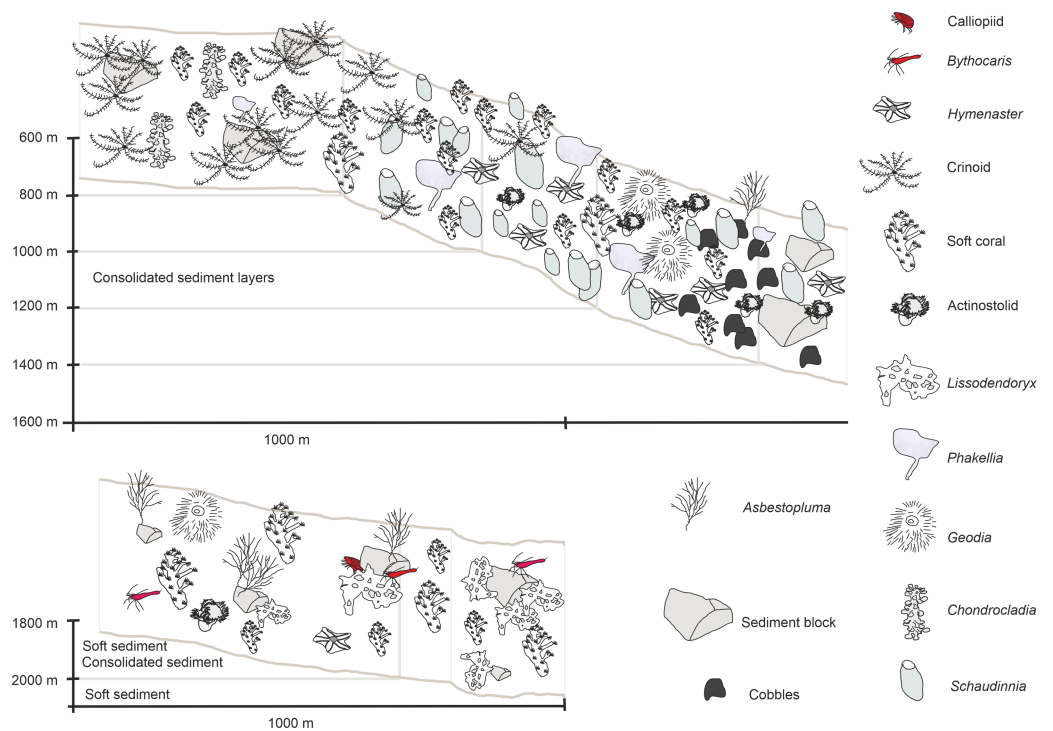 600 m
800 m
1000 m
1200 m
1400 m
1600 m
Consolidated sediment layers
1000 m
1800 m
2000 m
Soft sediment
Consolidated sediment
Soft sediment
1000 m
Asbestopluma
Sediment block
Cobbles
Calliopiid
Bythocaris
Hymenaster
Crinoid
Soft coral
Actinostolid
Lissodendoryx
Phakellia
Geodia
Chondrocladia
Schaudinnia